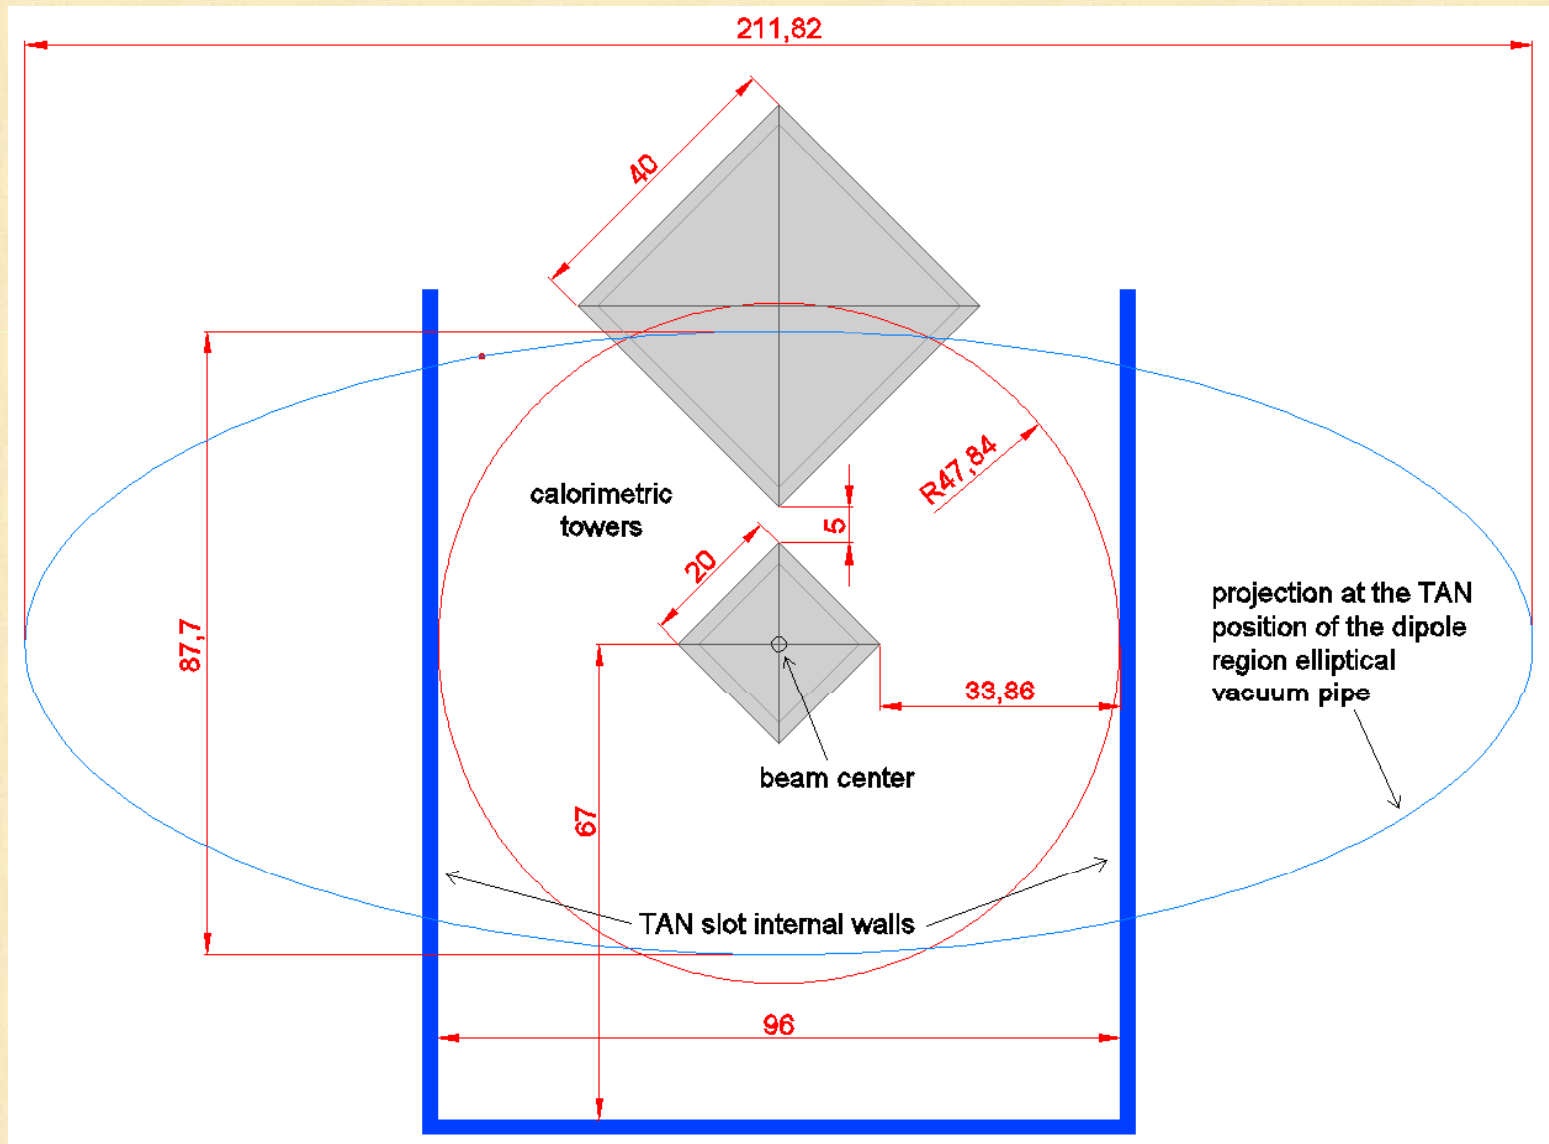 211,82
40
R47,84
calorimetric
towers
5
20
87,7
projection at the TAN
position of the dipole
region elliptical
vacuum pipe
33,86
beam center
67
TAN slot internal walls
96